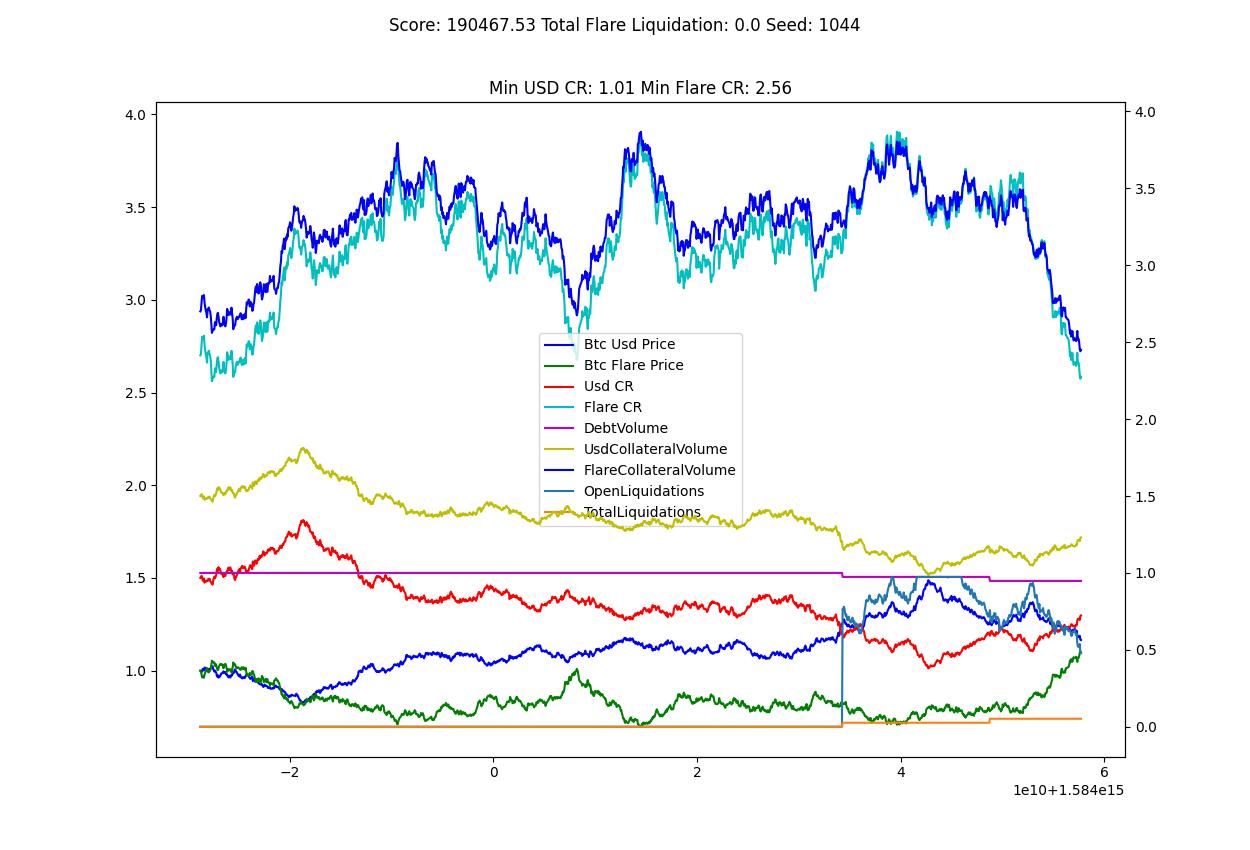 Score: 190467.53 Total Flare Liquidation: 0.0 Seed: 1044
Min USD CR: 1.01 Min Flare CR: 2.56
4.0
3.5
3.0
2.5
2.0
1.5
1.0
4.0
3.5
3.0
2.5
2.0
1.5
1.0
0.5
0.0
Btc Usd Price
Btc Flare Price
Usd CR
Flare CR
DebtVolume
UsdCollateralVolume
FlareCollateralVolume
OpenLiquidations
TotalLiquidations
−2 0 2 4 6
1e10+1.584e15